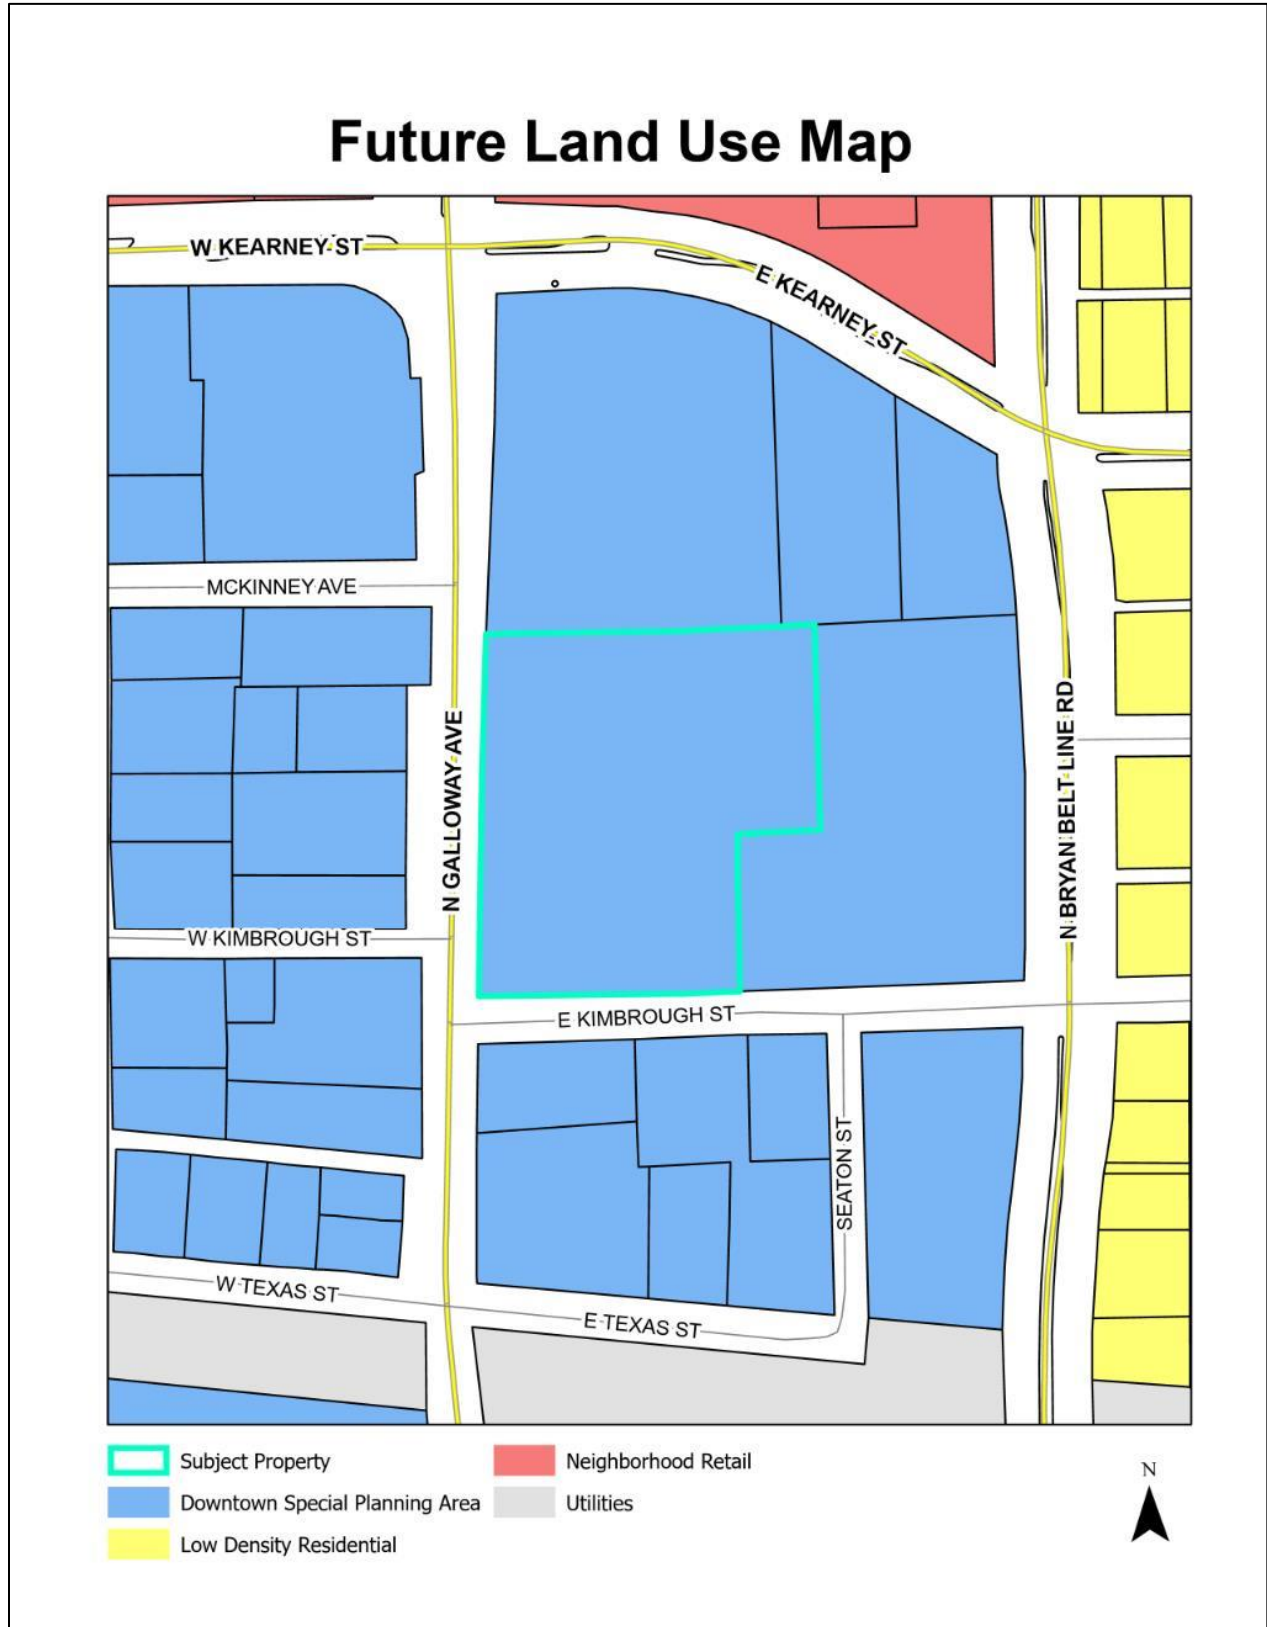 Future Land Use Map
W KEARNEY ST
E KEARNEY ST
MCKINNEY AVE
N GALLOWAY AVE
N BRYAN BELT LINE RD
W KIMBROUGH ST
E KIMBROUGH ST
SEATON ST
W TEXAS ST
E TEXAS ST
Subject Property
Neighborhood Retail
N
Downtown Special Planning Area
Utilities
Low Density Residential